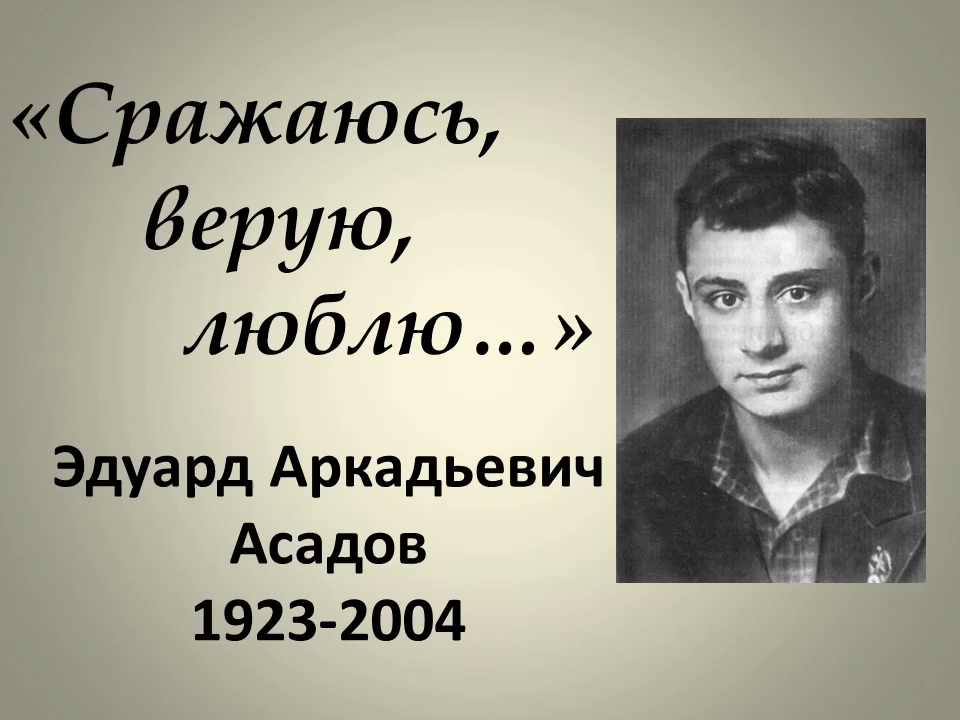 «Сражаюсь,
верую,
люблю…»
Эдуард Аркадьевич
Асадов
1923-2004